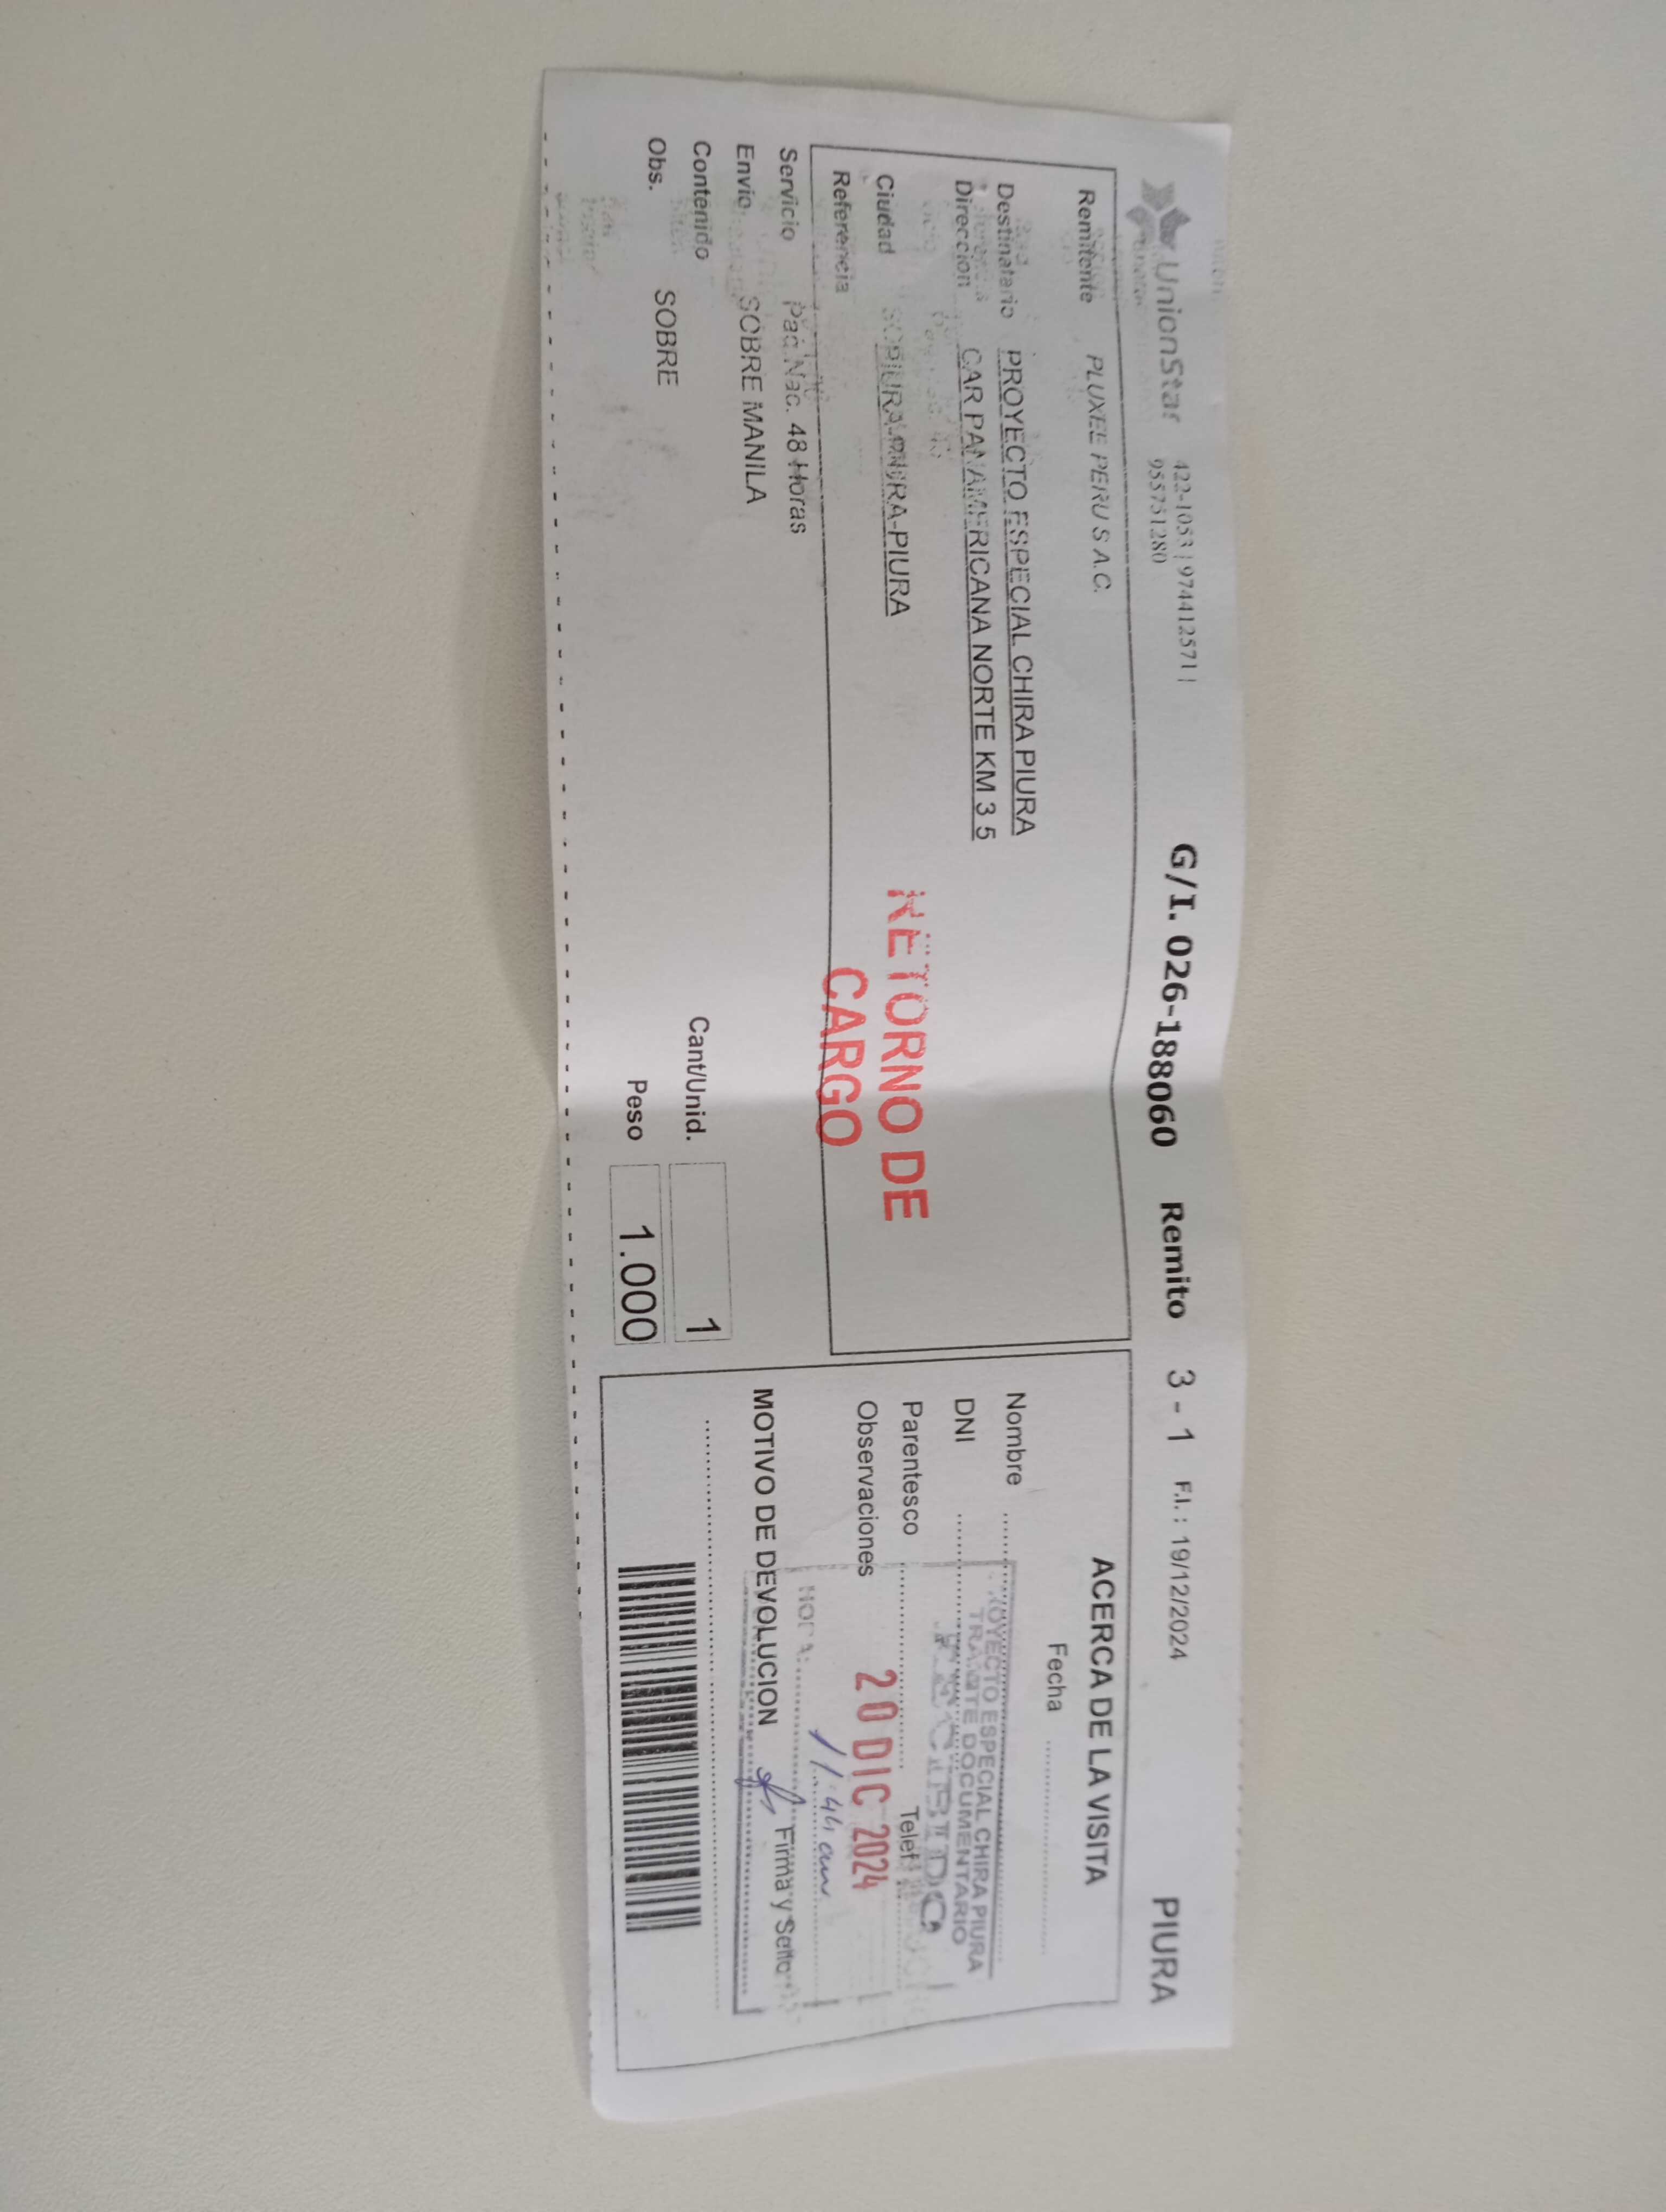 UnionStar 422-1053 | 974412571 |
955751280
G/I. 026-188060 Remito 3 - 1 F.I. : 19/12/2024 PIURA
Remitente PLUXEE PERU S.A.C.
Destinatario PROYECTO ESPECIAL CHIRA PIURA
Direccion CAR PANAMERICANA NORTE KM 3 5
Ciudad PIURA-PIURA
Referencia
RETORNO DE
CARGO
Servicio Paq Nac. 48 Horas
Envio SOBRE MANILA
Contenido
Obs. SOBRE
Cant/Unid. 1
Peso 1.000
ACERCA DE LA VISITA
Fecha
Nombre
DNI
Parentesco Telef
Observaciones
PROYECTO ESPECIAL CHIRA PIURA
TRAMITE DOCUMENTARIO
RECIBIDO
20 DIC 2024
HORA: 11:44 am
MOTIVO DE DEVOLUCION Firma y Sello